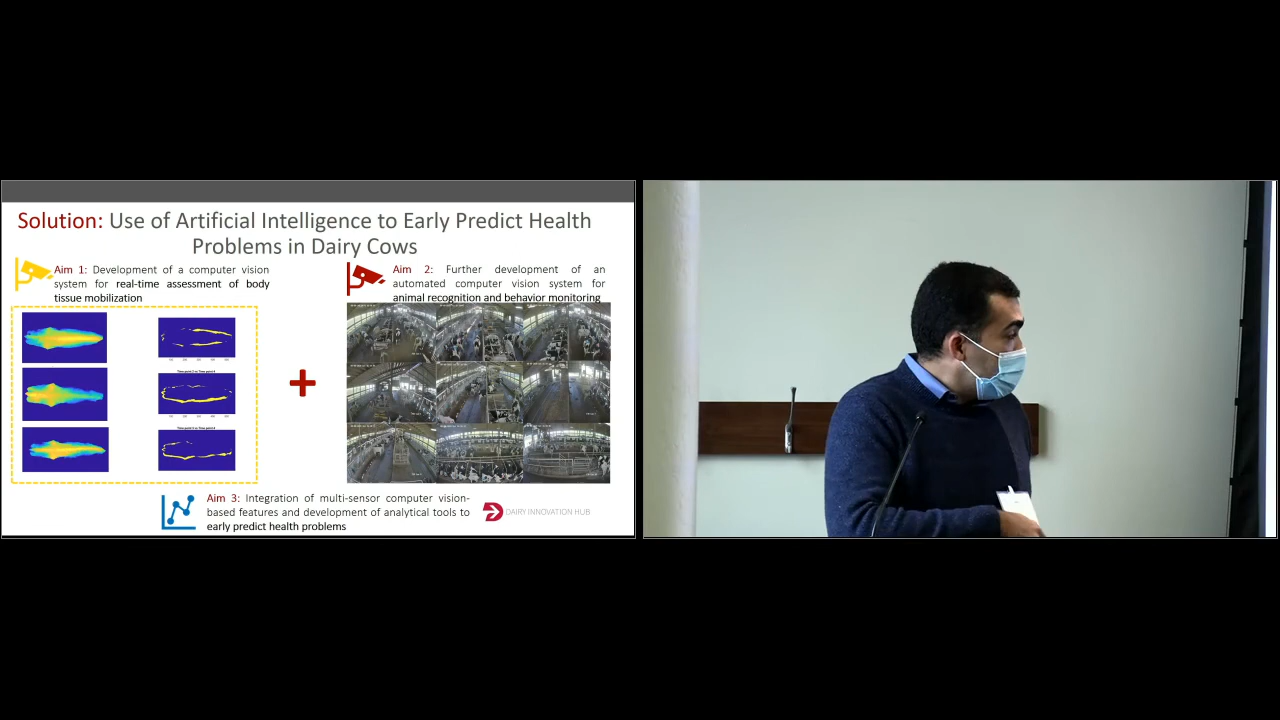 Solution: Use of Artificial Intelligence to Early Predict Health
Problems in Dairy Cows
Aim 1: Development of a computer vision
system for real-time assessment of body
tissue mobilization
Aim 2: Further development of an
automated computer vision system for
animal recognition and behavior monitoring
+
Aim 3: Integration of multi-sensor computer vision-
based features and development of analytical tools to
early predict health problems
DAIRY INNOVATION HUB